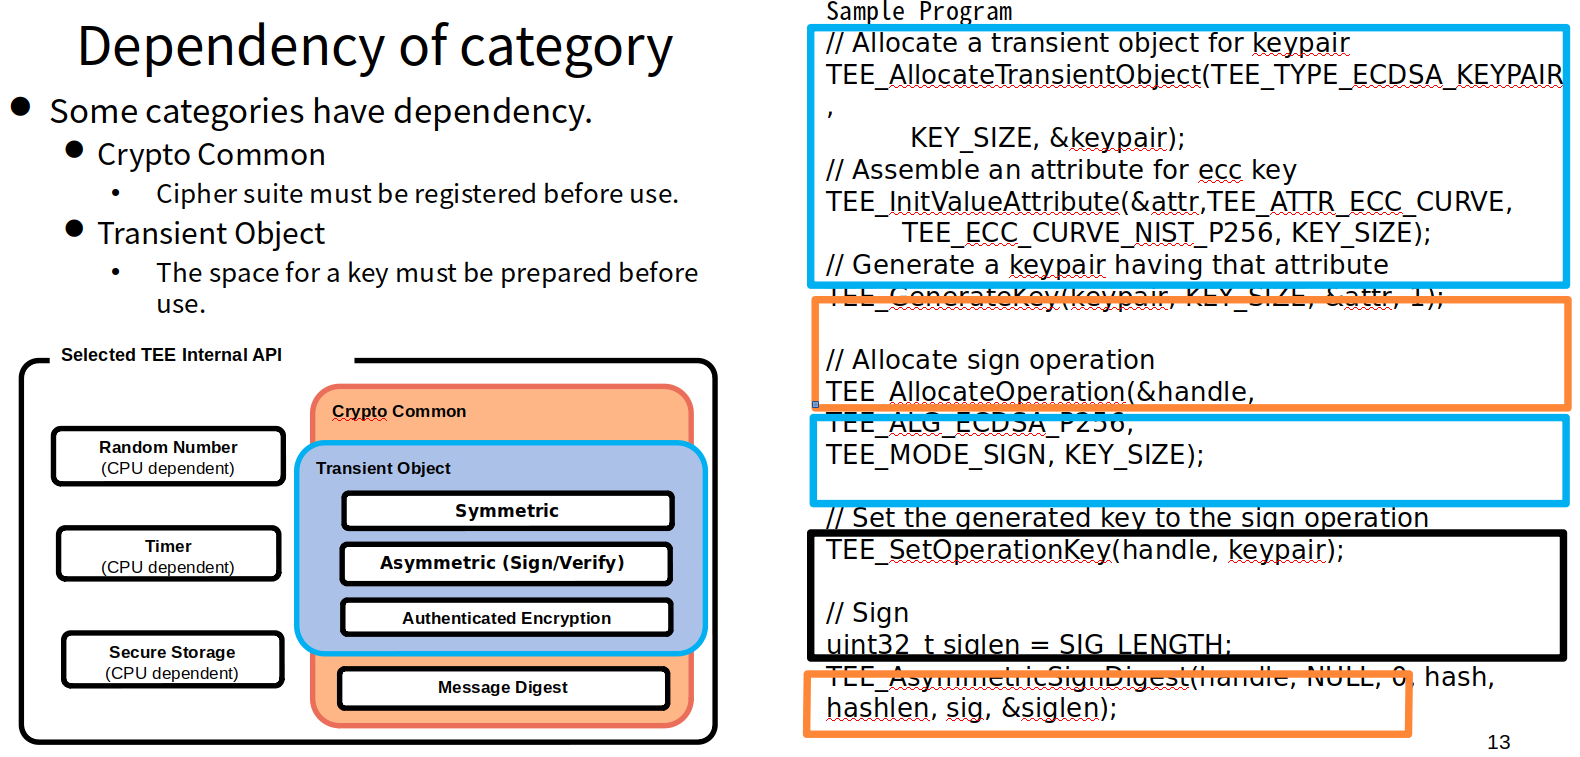 Dependency of category
● Some categories have dependency.
● Crypto Common
• Cipher suite must be registered before use.
● Transient Object
• The space for a key must be prepared before
use.
Selected TEE Internal API
Random Number
(CPU dependent)
Timer
(CPU dependent)
Secure Storage
(CPU dependent)
Crypto Common
Transient Object
Symmetric
Asymmetric (Sign/Verify)
Authenticated Encryption
Message Digest
Sample Program
// Allocate a transient object for keypair
TEE_AllocateTransientObject(TEE_TYPE_ECDSA_KEYPAIR
,
KEY_SIZE, &keypair);
// Assemble an attribute for ecc key
TEE_InitValueAttribute(&attr,TEE_ATTR_ECC_CURVE,
TEE_ECC_CURVE_NIST_P256, KEY_SIZE);
// Generate a keypair having that attribute
TEE_GenerateKey(keypair, KEY_SIZE, &attr, 1);
// Allocate sign operation
TEE_AllocateOperation(&handle,
TEE_ALG_ECDSA_P256,
TEE_MODE_SIGN, KEY_SIZE);
// Set the generated key to the sign operation
TEE_SetOperationKey(handle, keypair);
// Sign
uint32_t siglen = SIG_LENGTH;
TEE_AsymmetricSignDigest(handle, NULL, 0, hash,
hashlen, sig, &siglen);
13